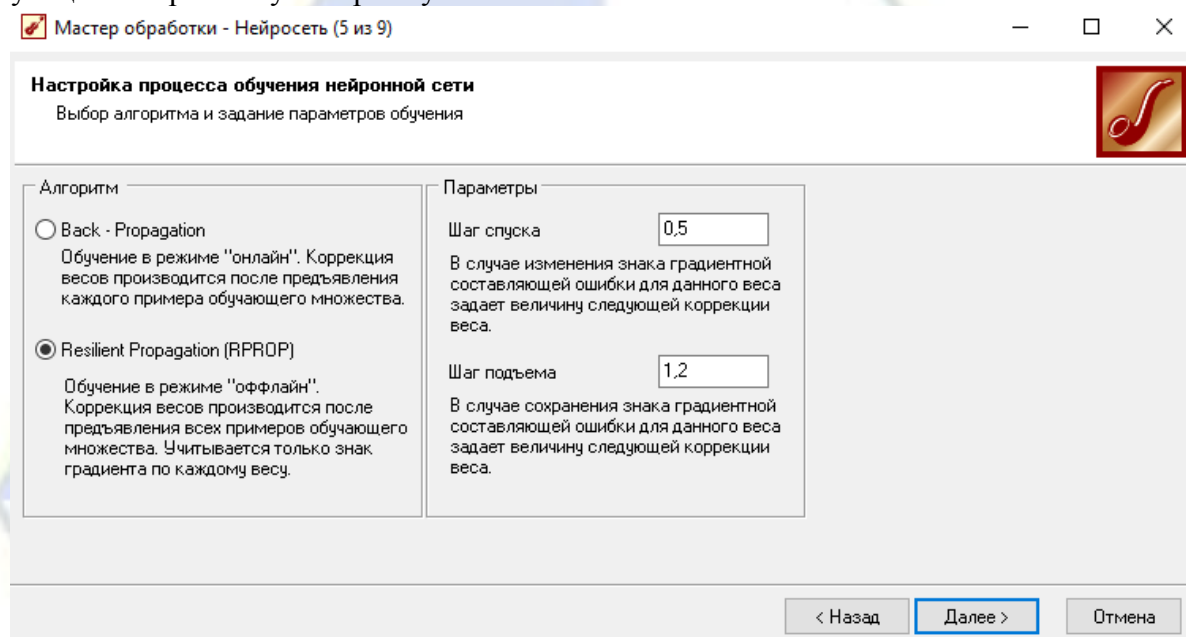 Мастер обработки - Нейросеть (5 из 9)
Настройка процесса обучения нейронной сети
Выбор алгоритма и задание параметров обучения
Алгоритм
Back - Propagation
Обучение в режиме "онлайн". Коррекция
весов производится после предъявления
каждого примера обучающего множества.
Resilient Propagation (RPROP)
Обучение в режиме "оффлайн".
Коррекция весов производится после
предъявления всех примеров обучающего
множества. Учитывается только знак
градиента по каждому весу.
Параметры
Шаг спуска 0,5
В случае изменения знака градиентной
составляющей ошибки для данного веса
задает величину следующей коррекции
веса.
Шаг подъема 1,2
В случае сохранения знака градиентной
составляющей ошибки для данного веса
задает величину следующей коррекции
веса.
< Назад Далее > Отмена